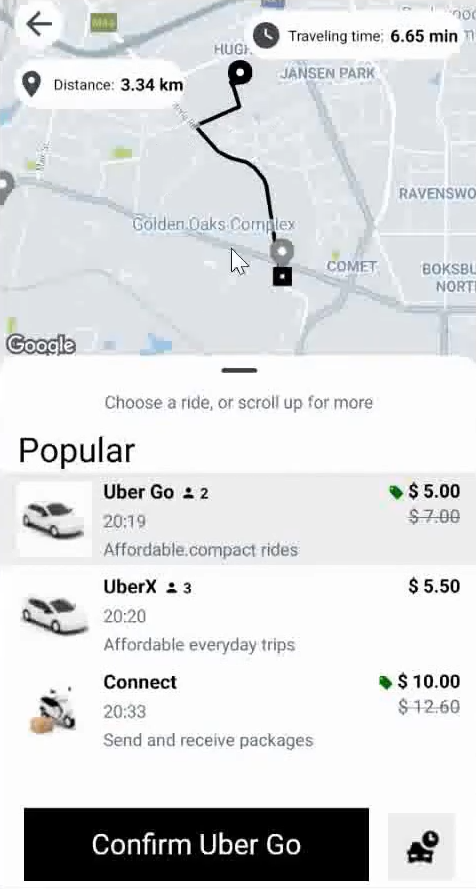 Traveling time: 6.65 min
HUGH
JANSEN PARK
Distance: 3.34 km
Main St
RAVENSWO
Golden Oaks Complex
COMET
BOKSBU
NORT
Google
Choose a ride, or scroll up for more
Popular
Uber Go 2
$ 5.00
20:19
$ 7.00
Affordable.compact rides
UberX 3
$ 5.50
20:20
Affordable everyday trips
Connect
$ 10.00
20:33
$ 12.60
Send and receive packages
Confirm Uber Go